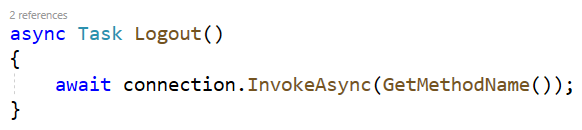 2 references
async Task Logout()
{
    await connection.InvokeAsync(GetMethodName());
}